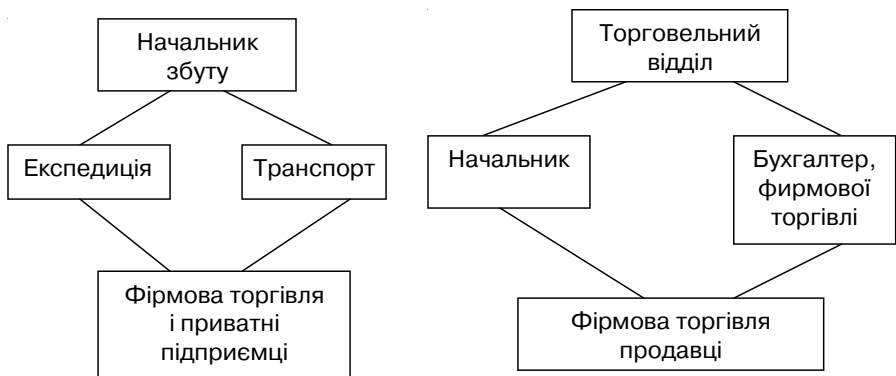 Начальник
збуту
Експедиція
Транспорт
Фірмова торгівля
і приватні
підприємці
Торговельний
відділ
Начальник
Бухгалтер,
фирмової
торгівлі
Фірмова торгівля
продавці